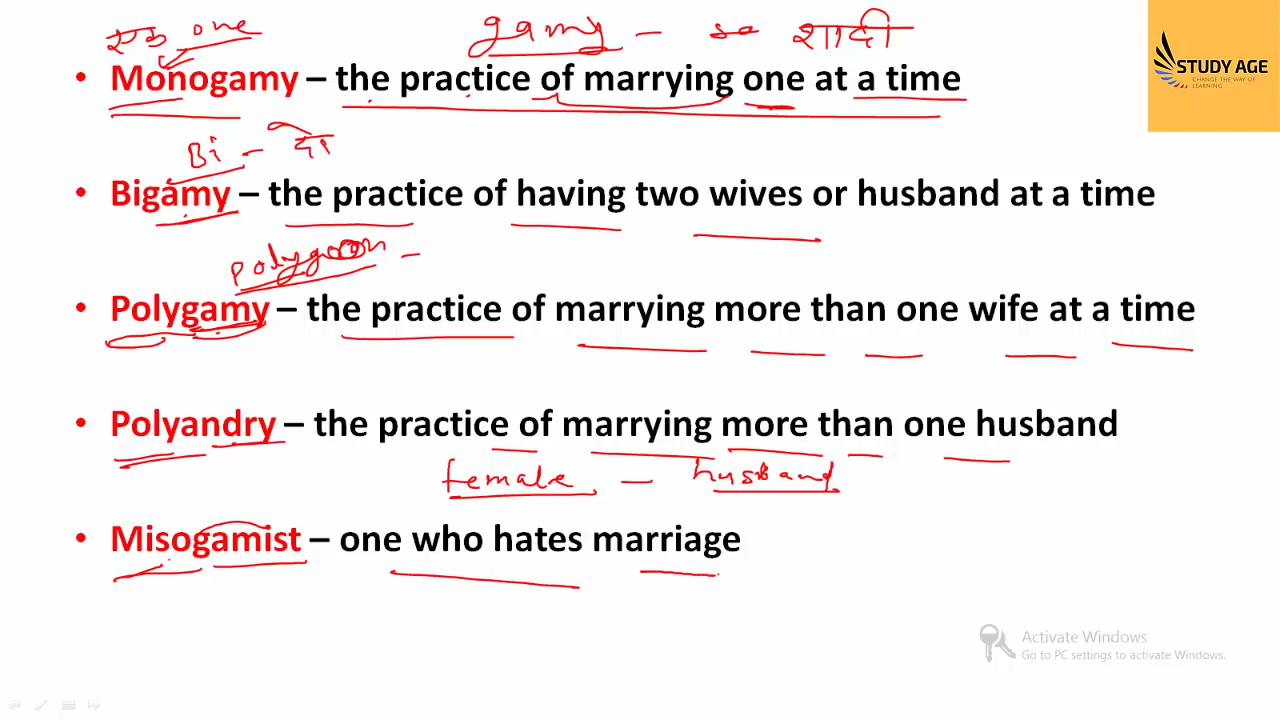 एक one
gamy – से शादी
• Monogamy – the practice of marrying one at a time
Bi – दो
• Bigamy – the practice of having two wives or husband at a time
polygoon –
• Polygamy – the practice of marrying more than one wife at a time
• Polyandry – the practice of marrying more than one husband
female – husband
• Misogamist – one who hates marriage
STUDY AGE
CHANGE THE WAY OF
LEARNING
Activate Windows
Go to PC settings to activate Windows.